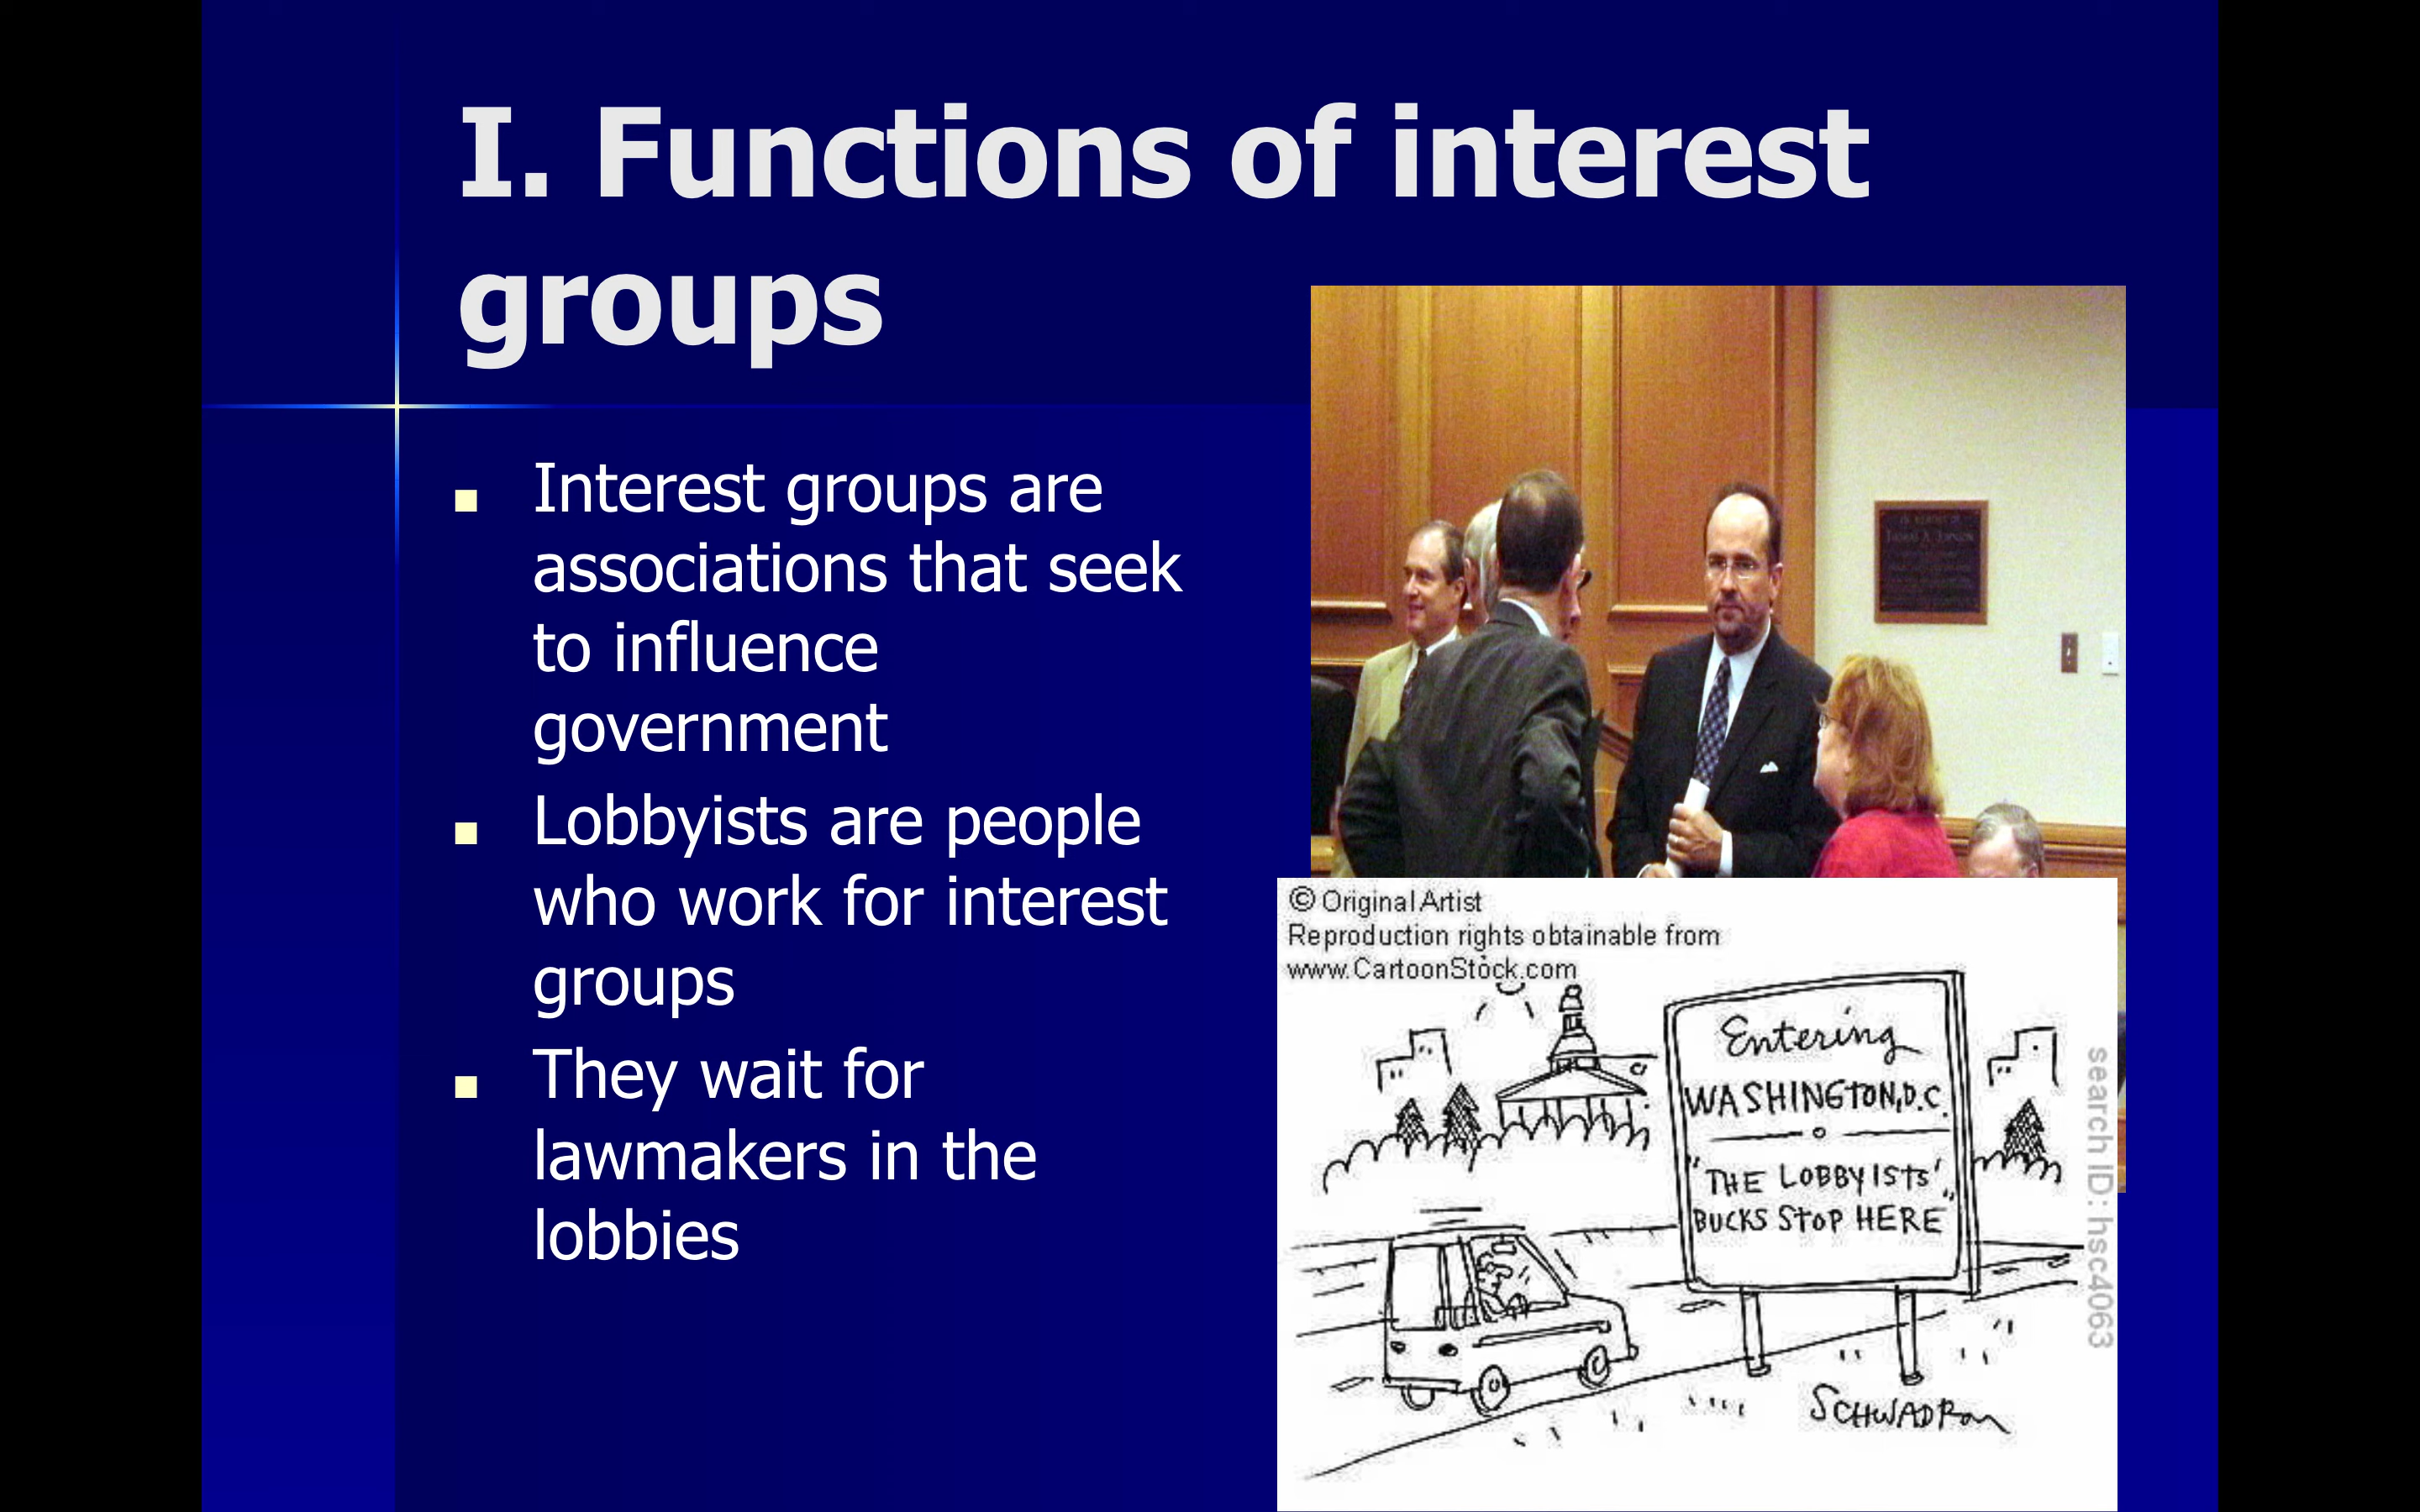 I. Functions of interest
groups
Interest groups are
associations that seek
to influence
government
Lobbyists are people
who work for interest
groups
They wait for
lawmakers in the
lobbies
© Original Artist
Reproduction rights obtainable from
www.CartoonStock.com
Entering
WASHINGTON, D.C.
"THE LOBBYISTS'
BUCKS STOP HERE"
SCHWADRON
search ID: hsc4063